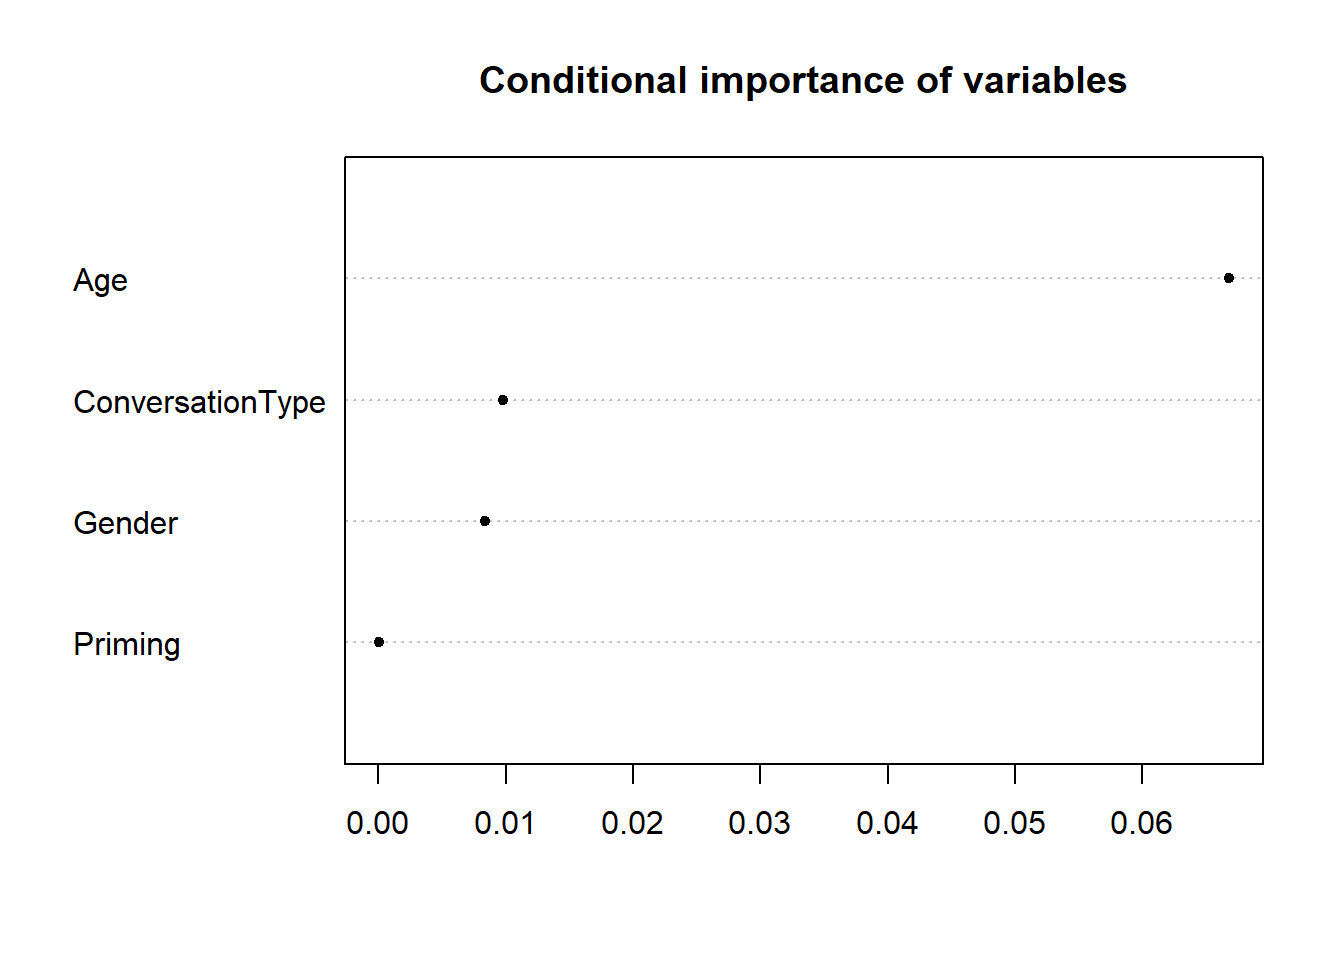 Conditional importance of variables
Age
ConversationType
Gender
Priming
0.00 0.01 0.02 0.03 0.04 0.05 0.06